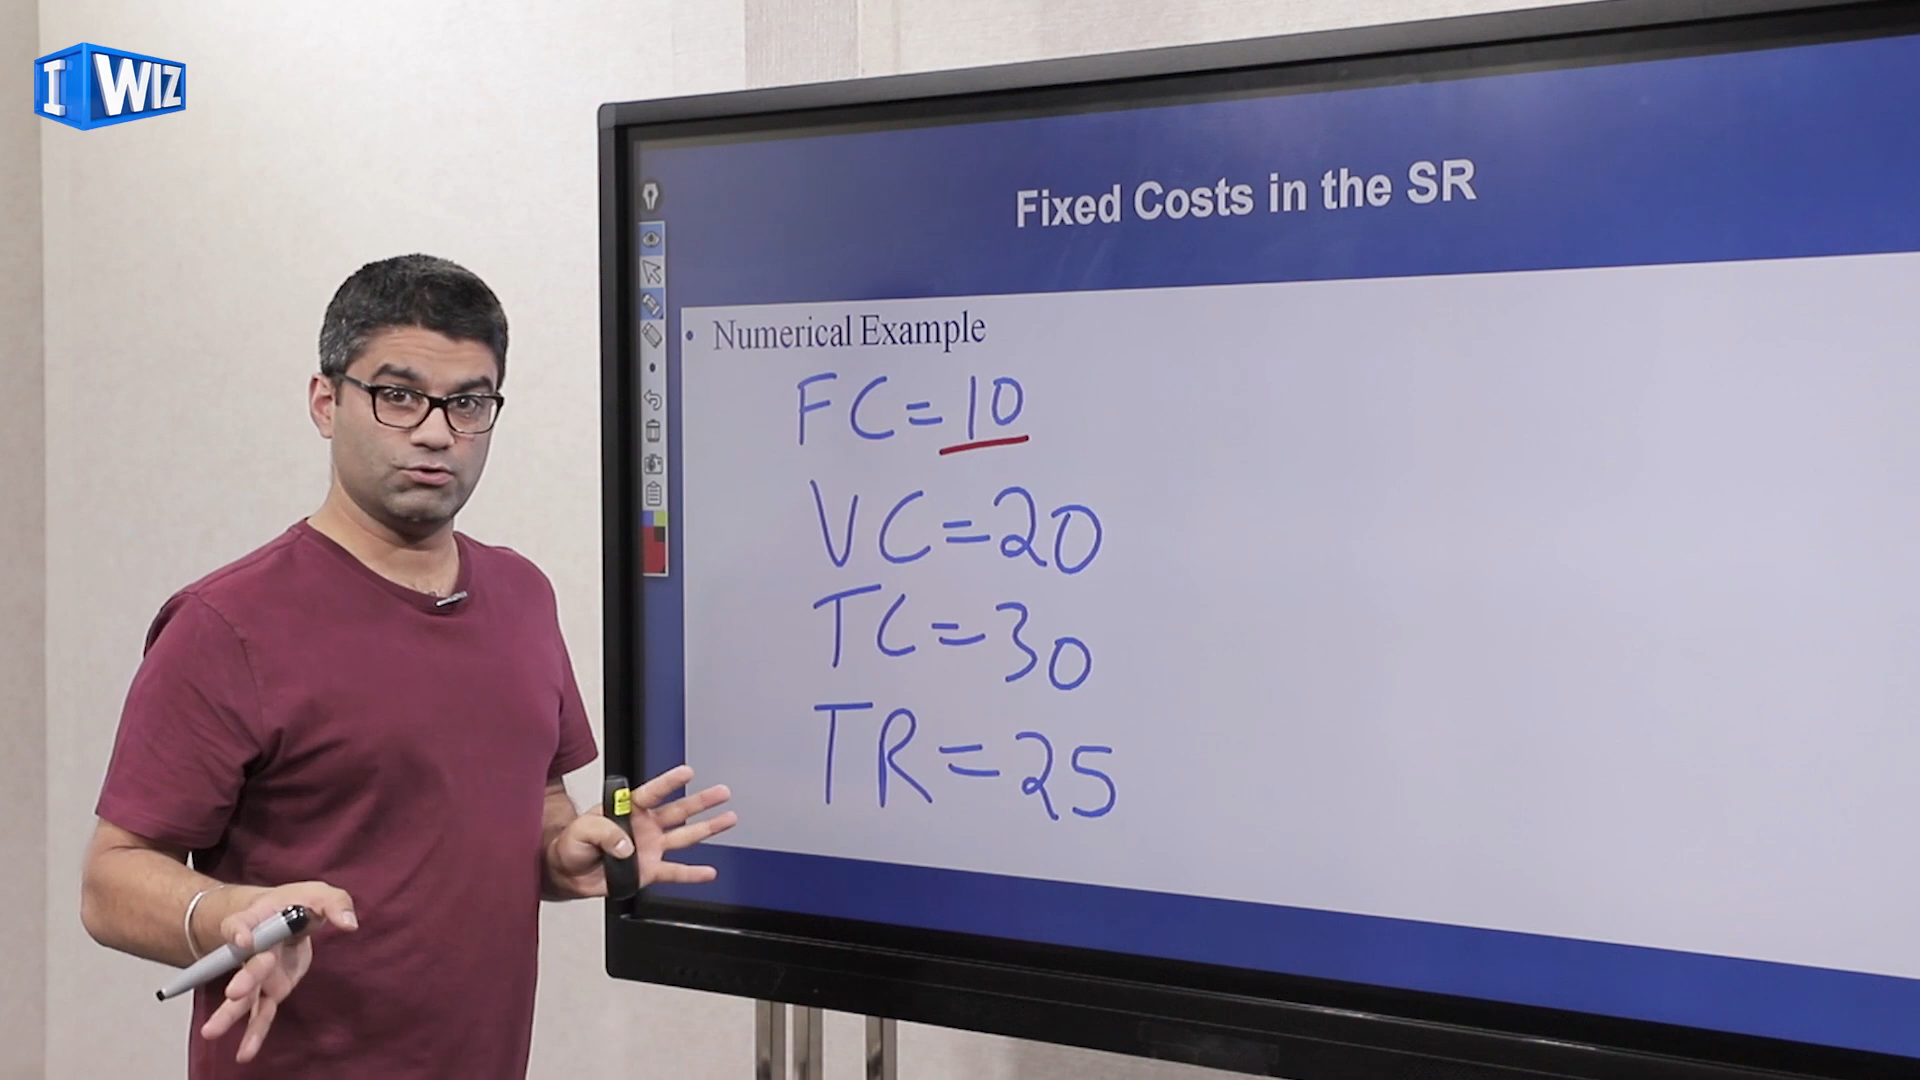 I WIZ
Fixed Costs in the SR
• Numerical Example
FC=10
VC=20
TC=30
TR=25